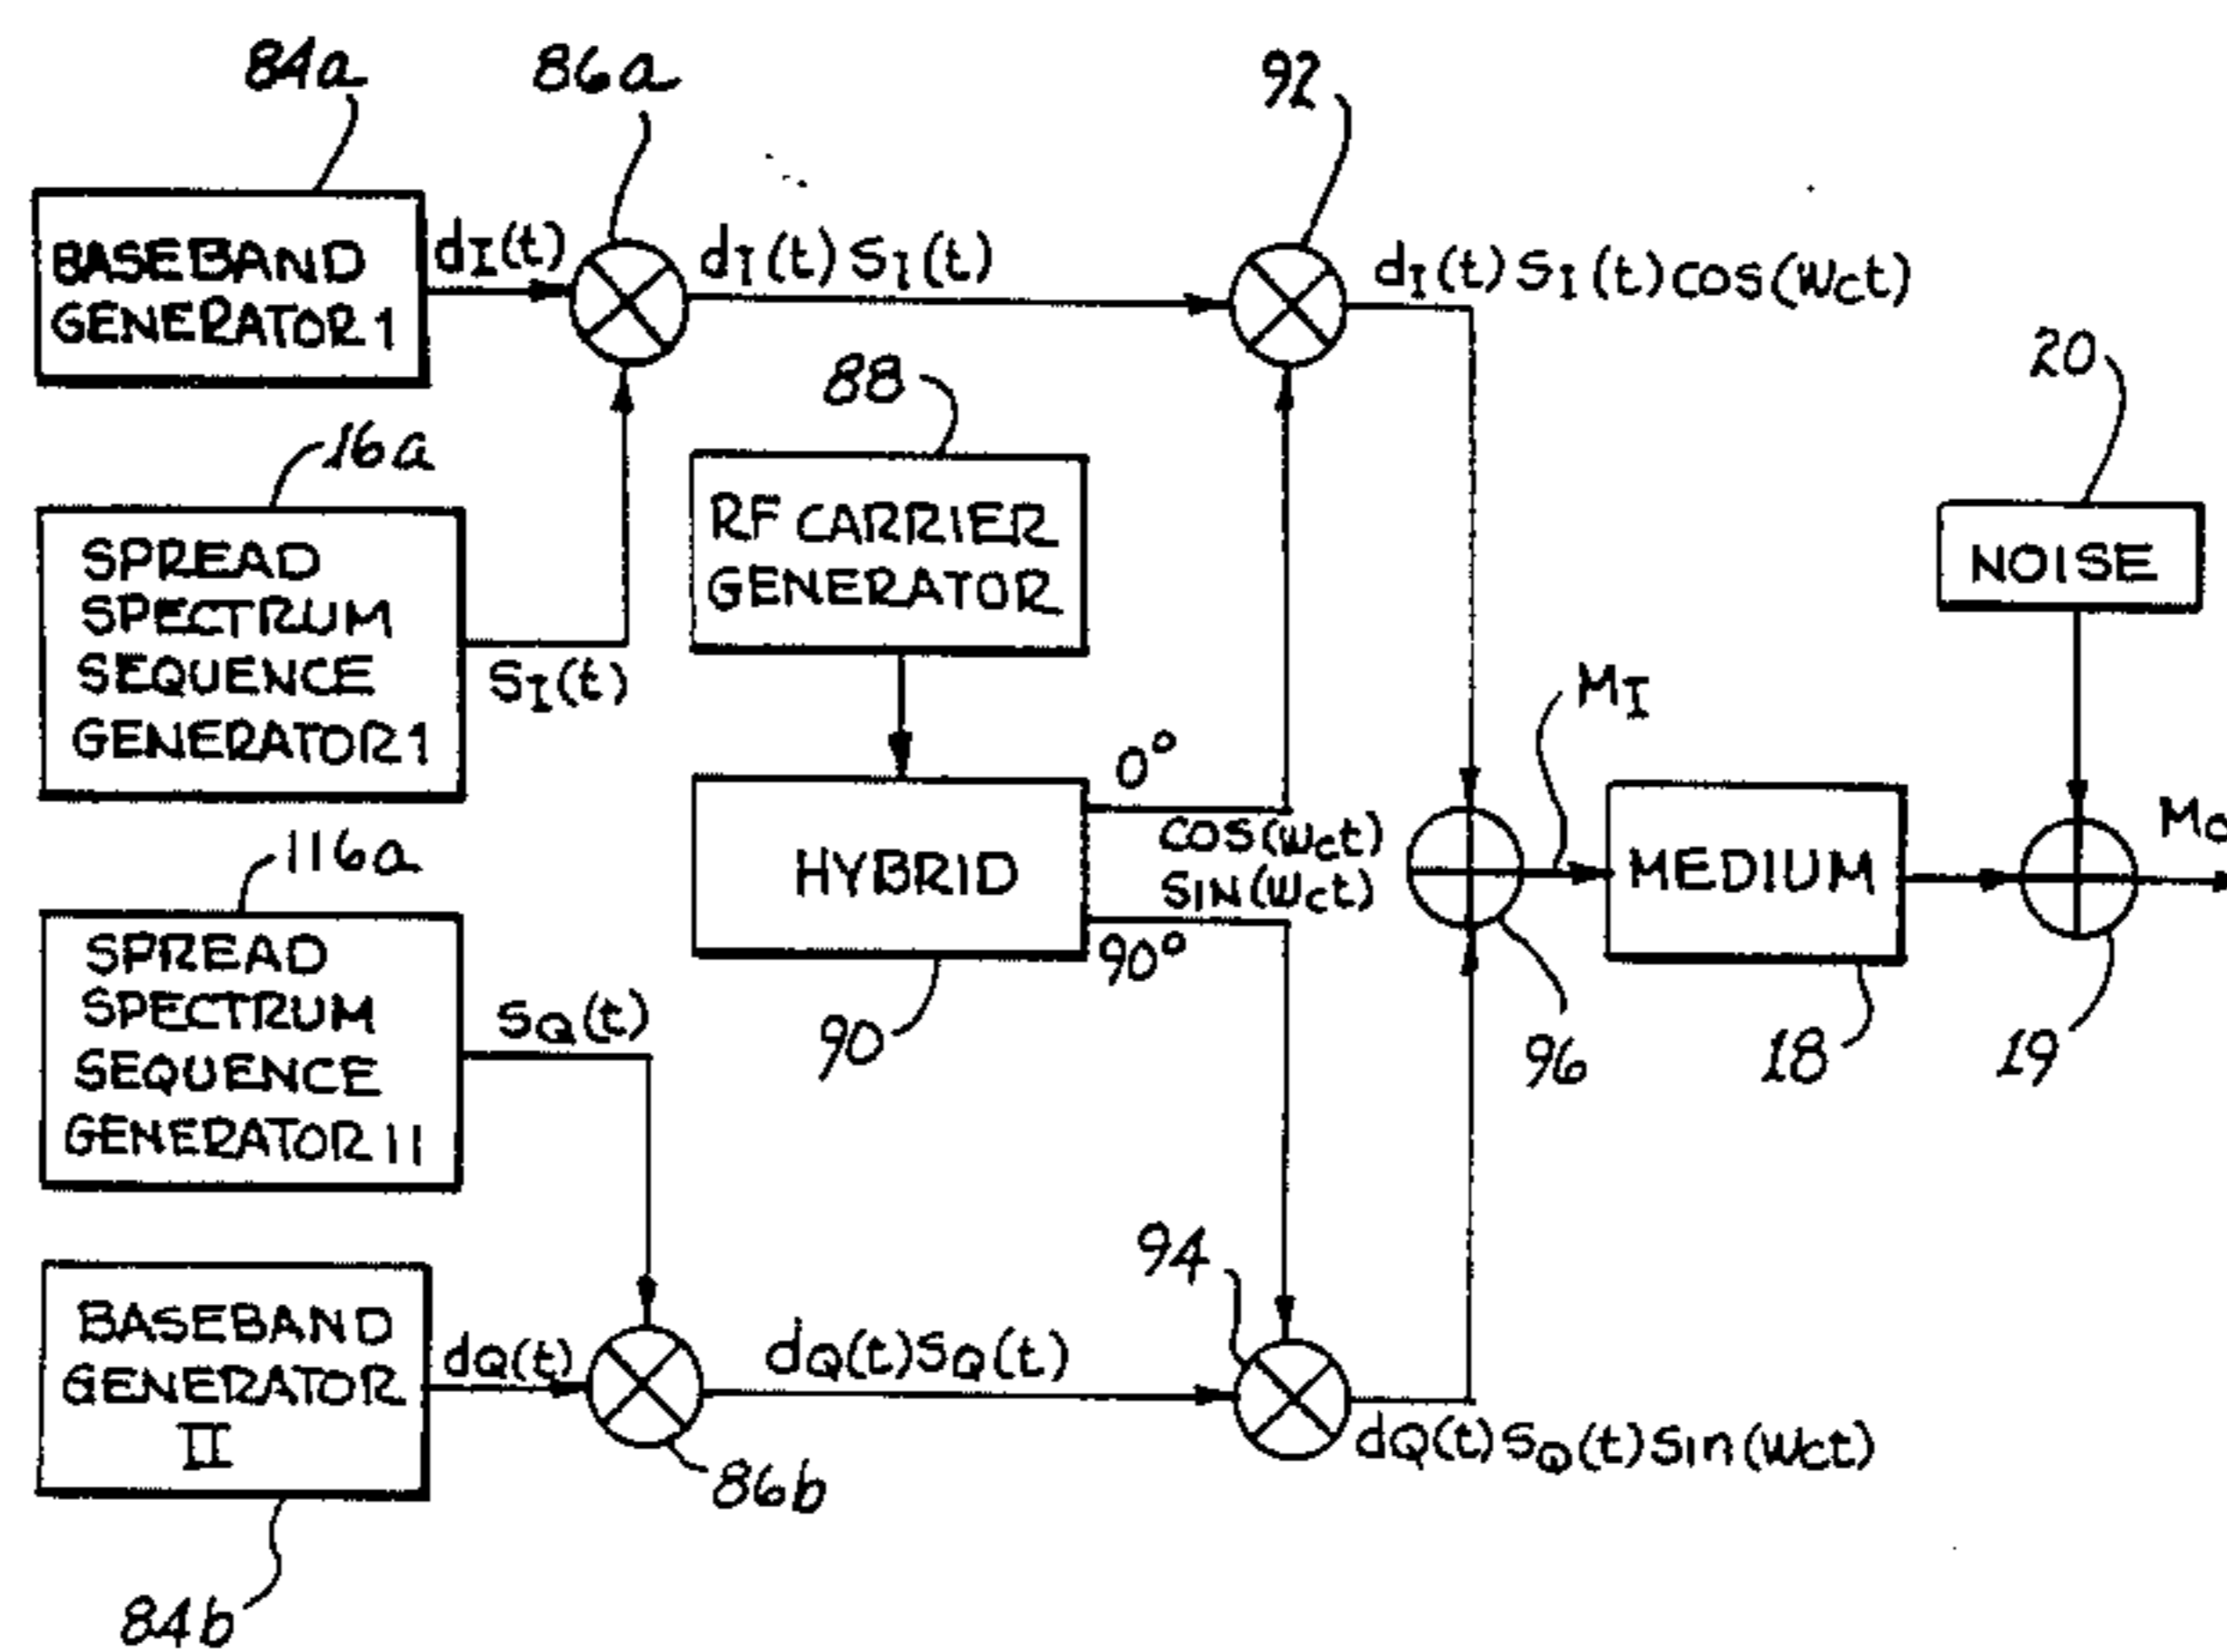 84a
86a
92
BASEBAND
GENERATOR 1
dI(t)
dI(t) SI(t)
dI(t) SI(t) COS(Wct)
20
88
16a
SPREAD
SPECTRUM
SEQUENCE
GENERATOR 1
SI(t)
RF CARRIER
GENERATOR
NOISE
MI
0°
COS(Wct)
SIN(Wct)
90°
HYBRID
MEDIUM
MO
116a
SPREAD
SPECTRUM
SEQUENCE
GENERATOR II
SQ(t)
90
96
18
19
94
BASEBAND
GENERATOR
II
dQ(t)
dQ(t) SQ(t)
dQ(t) SQ(t) Sin(Wct)
86b
84b